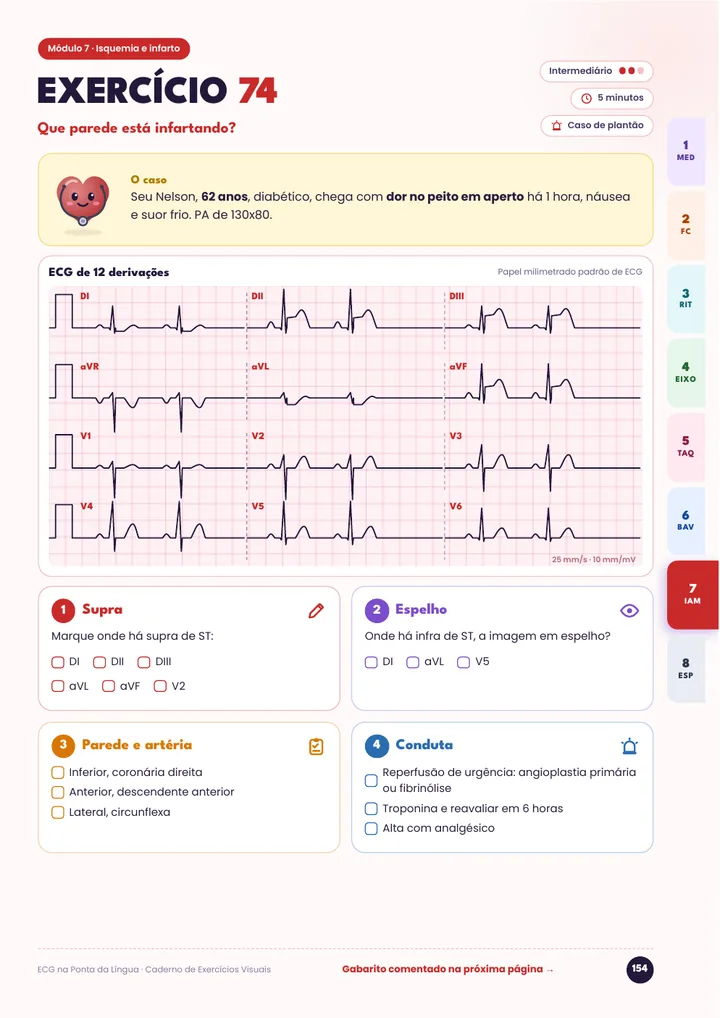 Módulo 7 · Isquemia e infarto
EXERCÍCIO 74
Que parede está infartando?
Intermediário
5 minutos
Caso de plantão
O caso
Seu Nelson, 62 anos, diabético, chega com dor no peito em aperto há 1 hora, náusea
e suor frio. PA de 130x80.
ECG de 12 derivações
Papel milimetrado padrão de ECG
DI
DII
DIII
aVR
aVL
aVF
V1
V2
V3
V4
V5
V6
25 mm/s · 10 mm/mV
1 Supra
Marque onde há supra de ST:
DI DII DIII
aVL aVF V2
2 Espelho
Onde há infra de ST, a imagem em espelho?
DI aVL V5
3 Parede e artéria
Inferior, coronária direita
Anterior, descendente anterior
Lateral, circunflexa
4 Conduta
Reperfusão de urgência: angioplastia primária
ou fibrinólise
Troponina e reavaliar em 6 horas
Alta com analgésico
1
MED
2
FC
3
RIT
4
EIXO
5
TAQ
6
BAV
7
IAM
8
ESP
ECG na Ponta da Língua · Caderno de Exercícios Visuais
Gabarito comentado na próxima página →
154